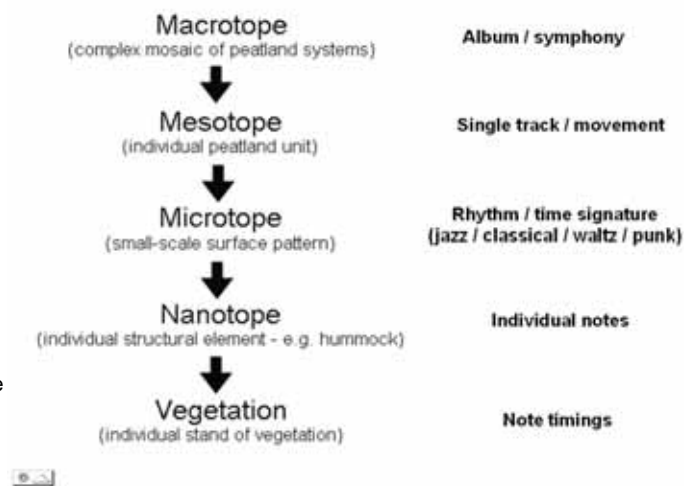 Macrotope
(complex mosaic of peatland systems)
Album / symphony
Mesotope
(individual peatland unit)
Single track / movement
Microtope
(small-scale surface pattern)
Rhythm / time signature
(jazz / classical / waltz / punk)
Nanotope
(individual structural element - e.g. hummock)
Individual notes
e
Vegetation
(individual stand of vegetation)
Note timings